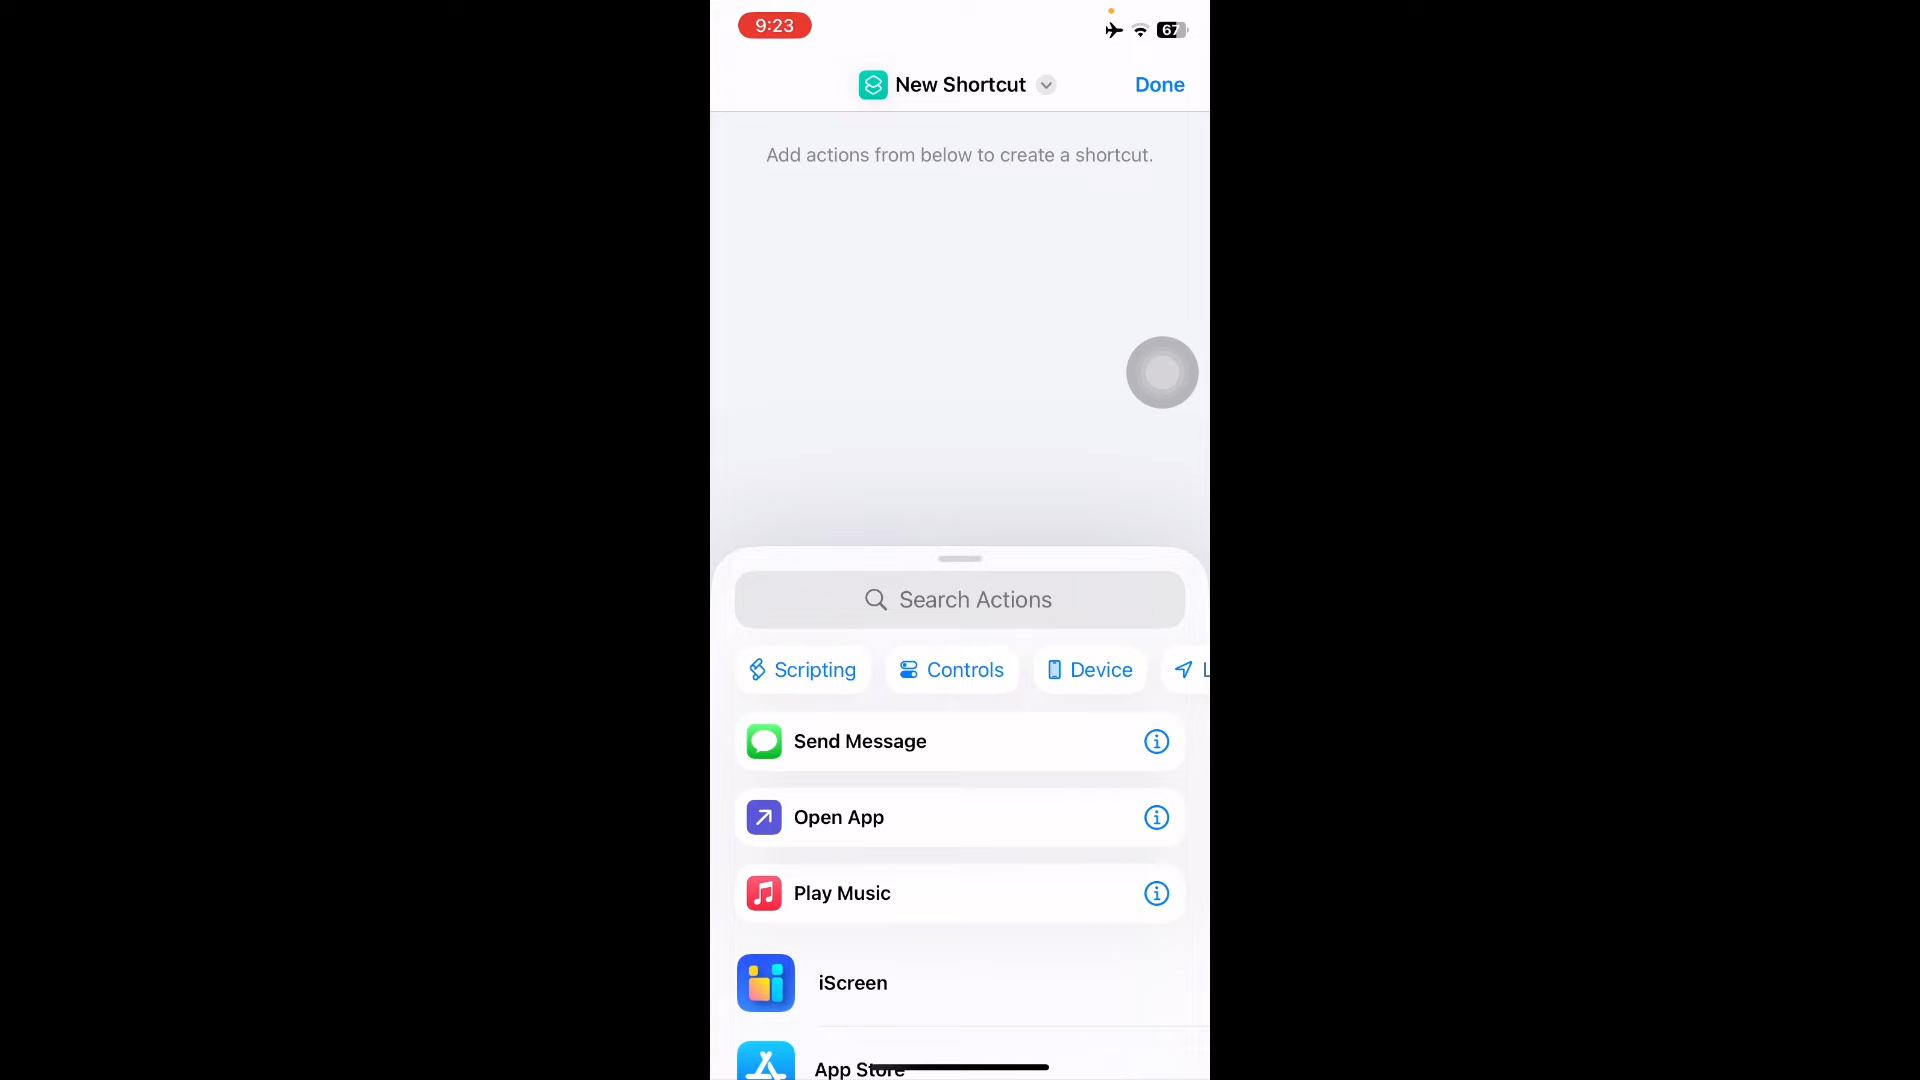 9:23
67
New Shortcut
Done
Add actions from below to create a shortcut.
Search Actions
Scripting
Controls
Device
L
Send Message
Open App
Play Music
iScreen
App Store